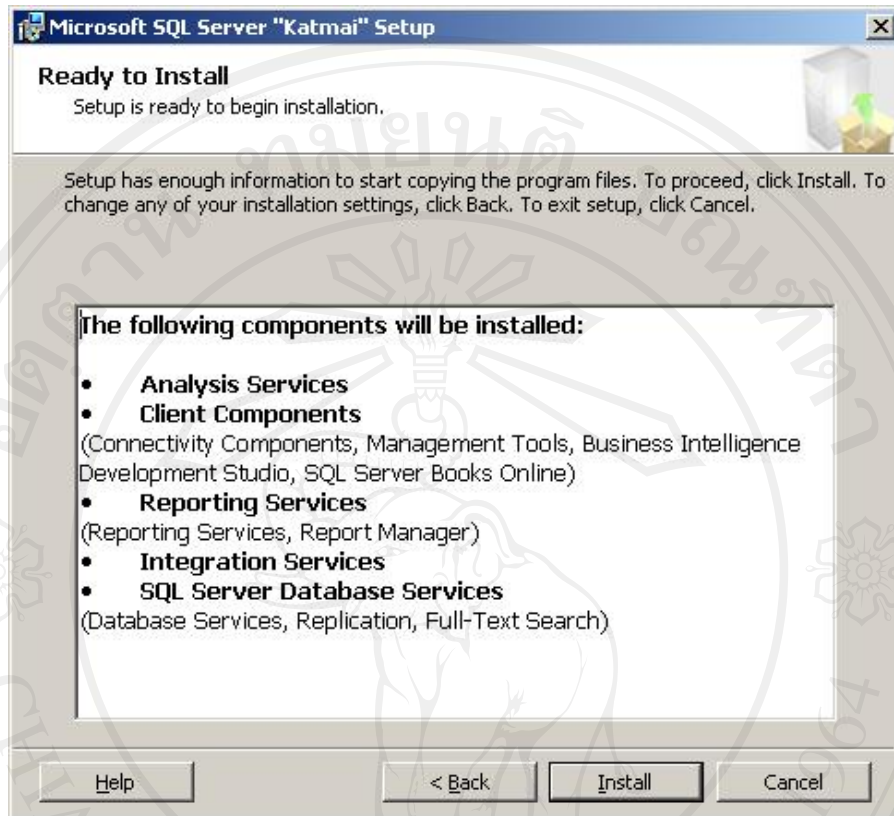 Microsoft SQL Server "Katmai" Setup
Ready to Install
Setup is ready to begin installation.
Setup has enough information to start copying the program files. To proceed, click Install. To
change any of your installation settings, click Back. To exit setup, click Cancel.
The following components will be installed:
• Analysis Services
• Client Components
(Connectivity Components, Management Tools, Business Intelligence
Development Studio, SQL Server Books Online)
• Reporting Services
(Reporting Services, Report Manager)
• Integration Services
• SQL Server Database Services
(Database Services, Replication, Full-Text Search)
Help
< Back
Install
Cancel
1964